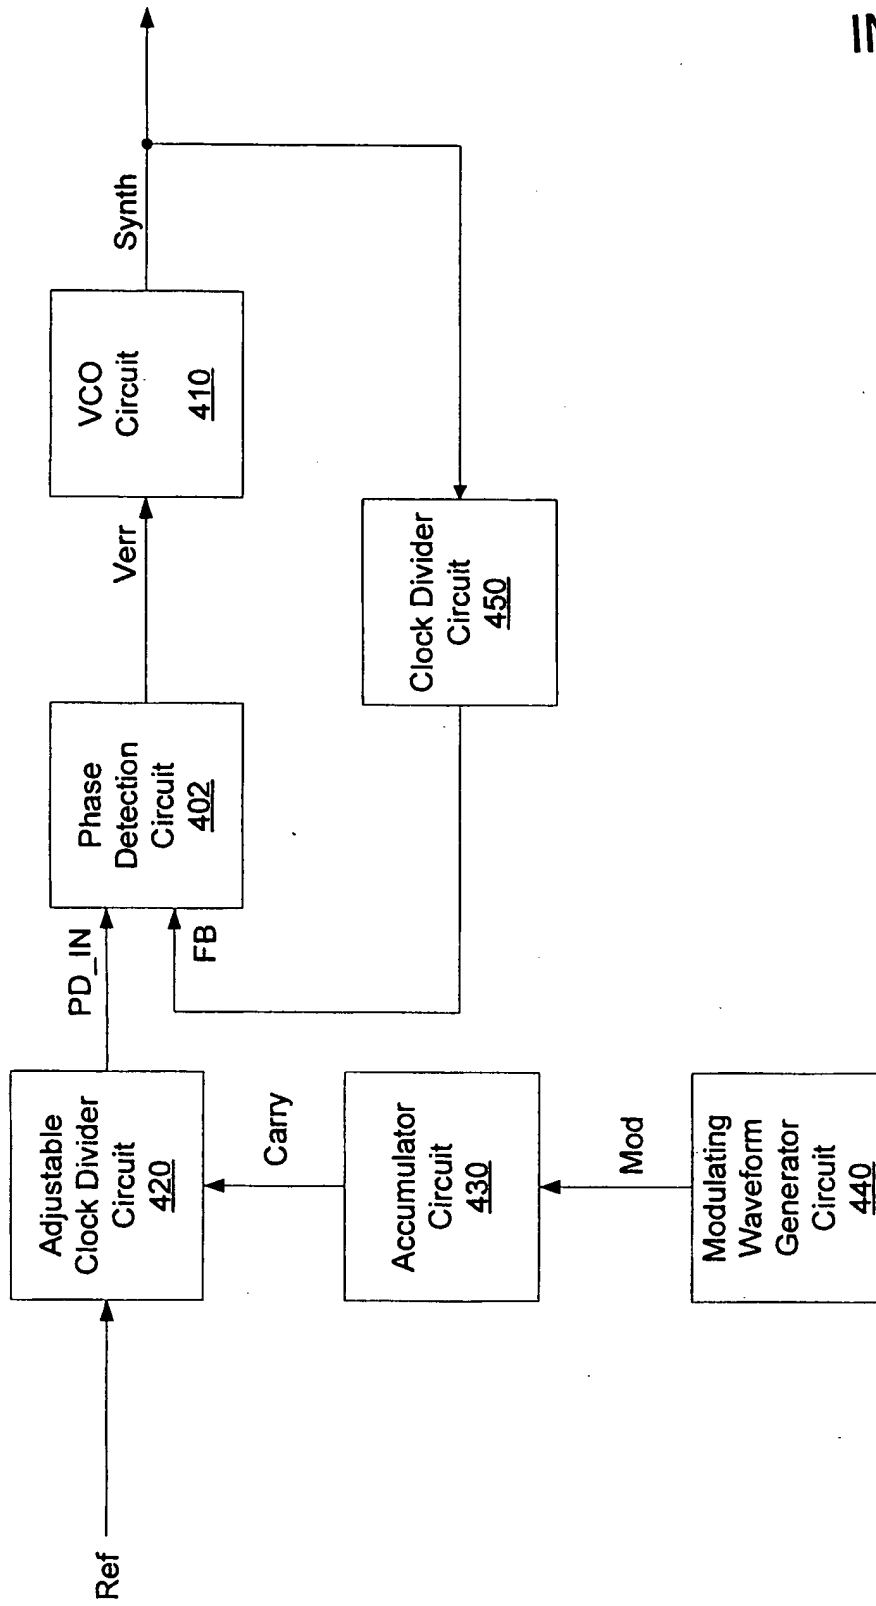 Ref
Adjustable
Clock Divider
Circuit
420
PD_IN
Phase
Detection
Circuit
402
Verr
VCO
Circuit
410
Synth
FB
Clock Divider
Circuit
450
Carry
Accumulator
Circuit
430
Mod
Modulating
Waveform
Generator
Circuit
440